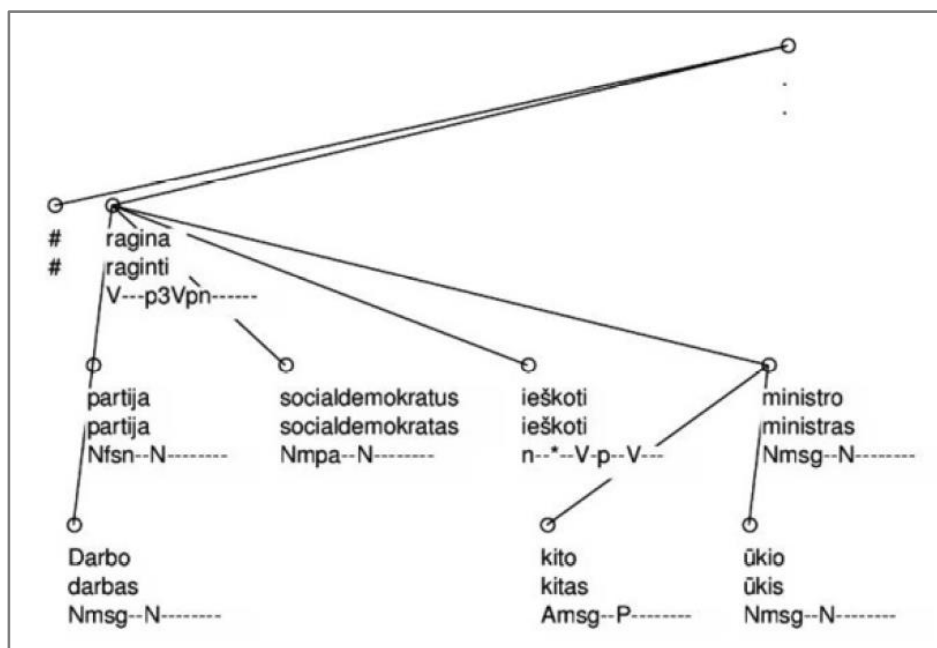 .
.
# ragina
# raginti
V---p3Vpn------
partija socialdemokratus ieškoti ministro
partija socialdemokratas ieškoti ministras
Nfsn--N-------- Nmpa--N-------- n--*--V-p--V--- Nmsg--N--------
Darbo kito ūkio
darbas kitas ūkis
Nmsg--N-------- Amsg--P-------- Nmsg--N--------